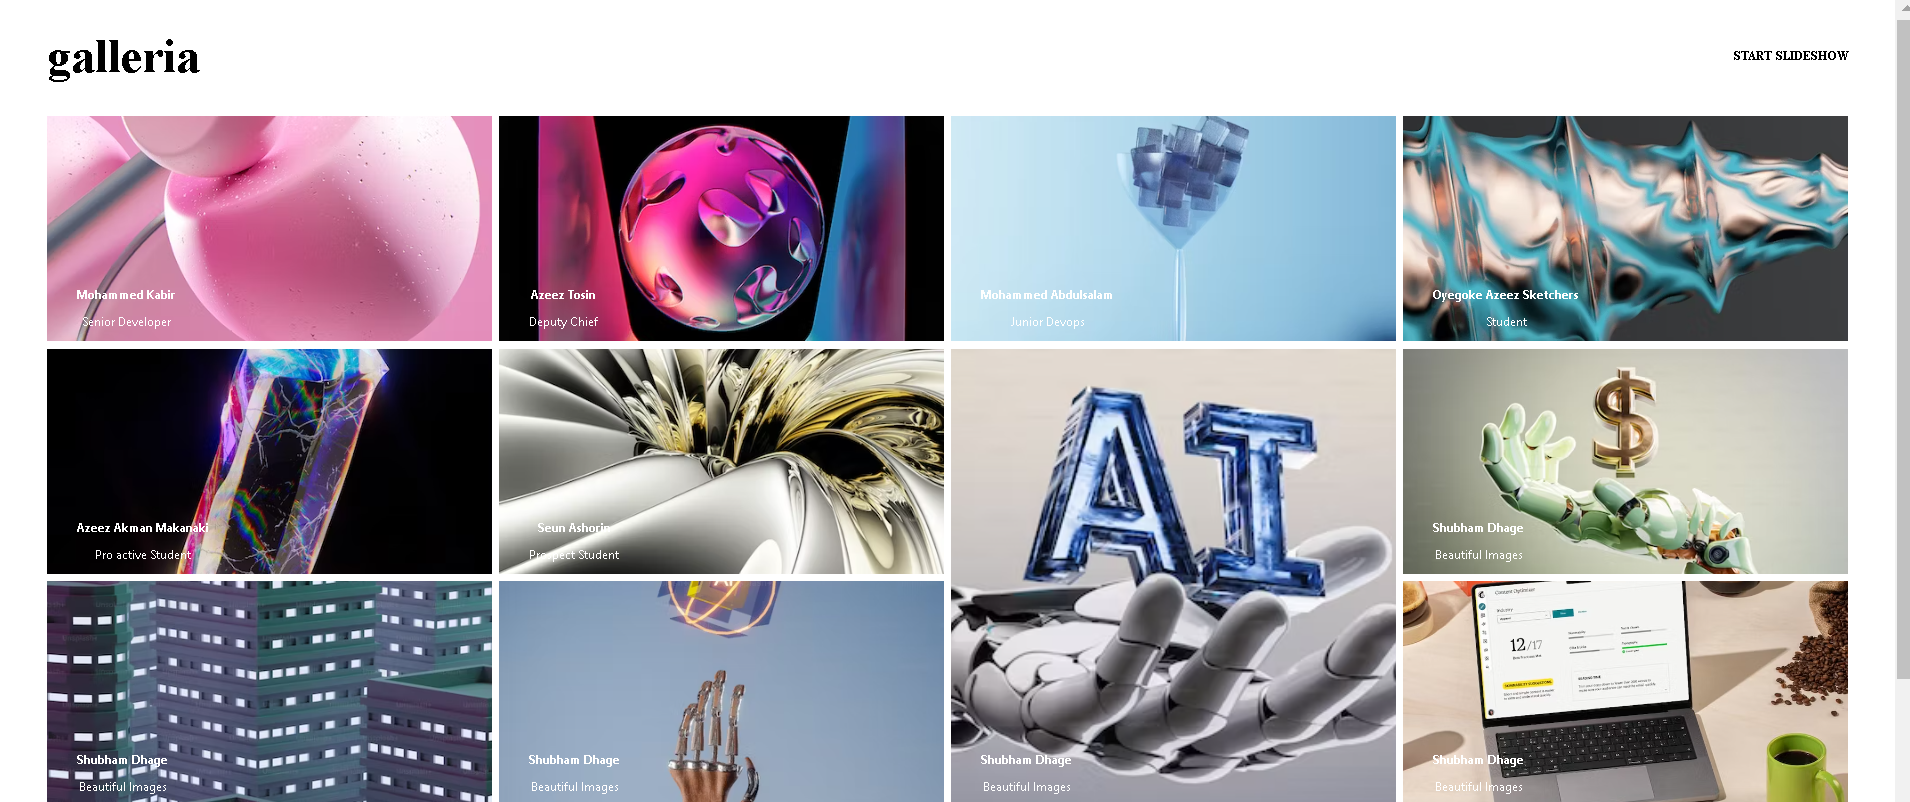 galleria
START SLIDESHOW
Mohammed Kabir
Senior Developer
Azeez Tosin
Deputy Chief
Mohammed Abdulsalam
Junior Devops
Oyegoke Azeez Sketchers
Student
Azeez Akman Makanaki
Pro active Student
Seun Ashorin
Prospect Student
AI
$
Shubham Dhage
Beautiful Images
Shubham Dhage
Beautiful Images
Shubham Dhage
Beautiful Images
Shubham Dhage
Beautiful Images
Content Optimizer
12/17
Shubham Dhage
Beautiful Images